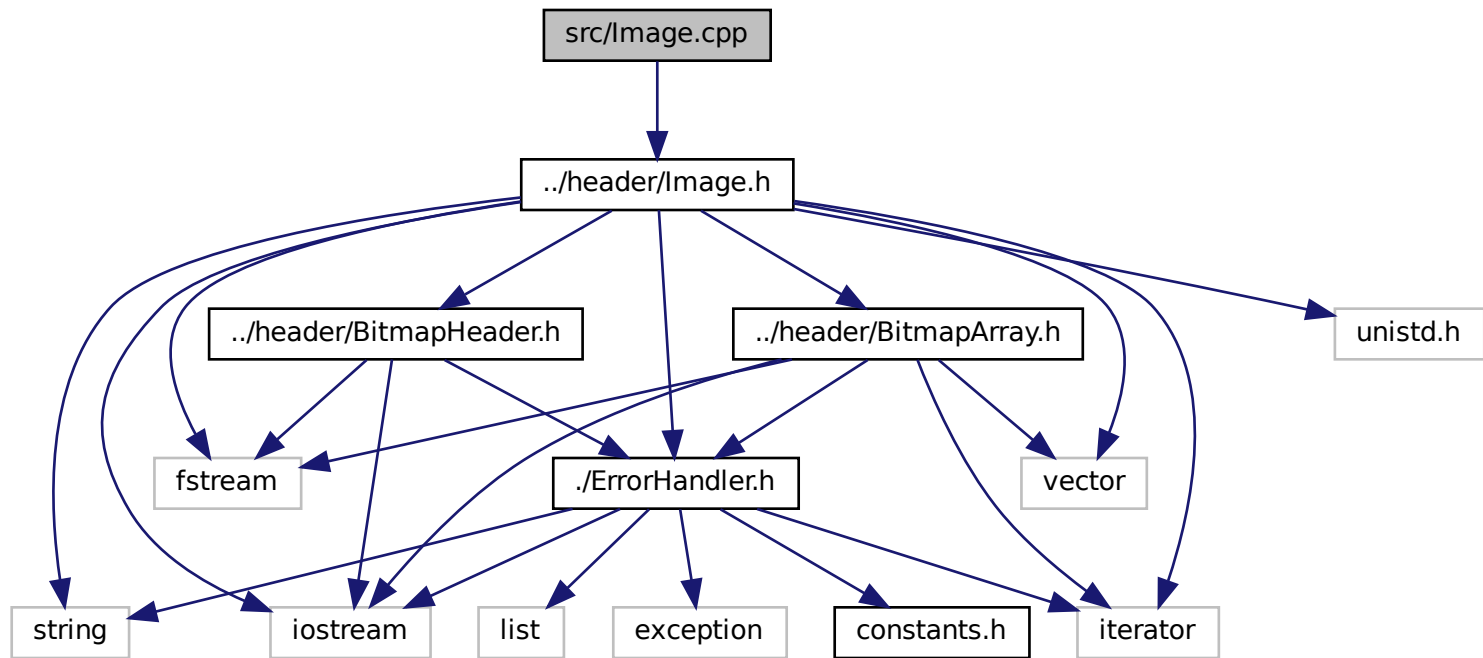 src/Image.cpp
../header/Image.h
../header/BitmapHeader.h
../header/BitmapArray.h
unistd.h
fstream
./ErrorHandler.h
vector
string
iostream
list
exception
constants.h
iterator